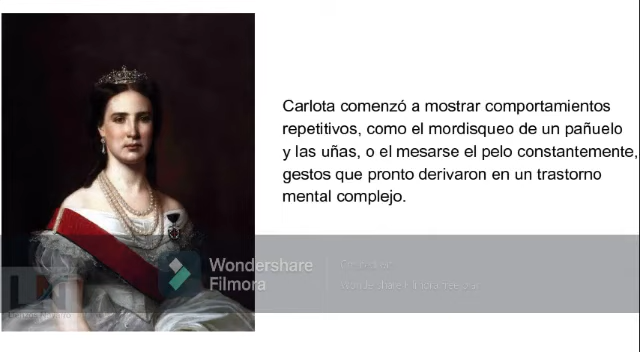 Carlota comenzó a mostrar comportamientos
repetitivos, como el mordisqueo de un pañuelo
y las uñas, o el mesarse el pelo constantemente,
gestos que pronto derivaron en un trastorno
mental complejo.
Wondershare
Filmora